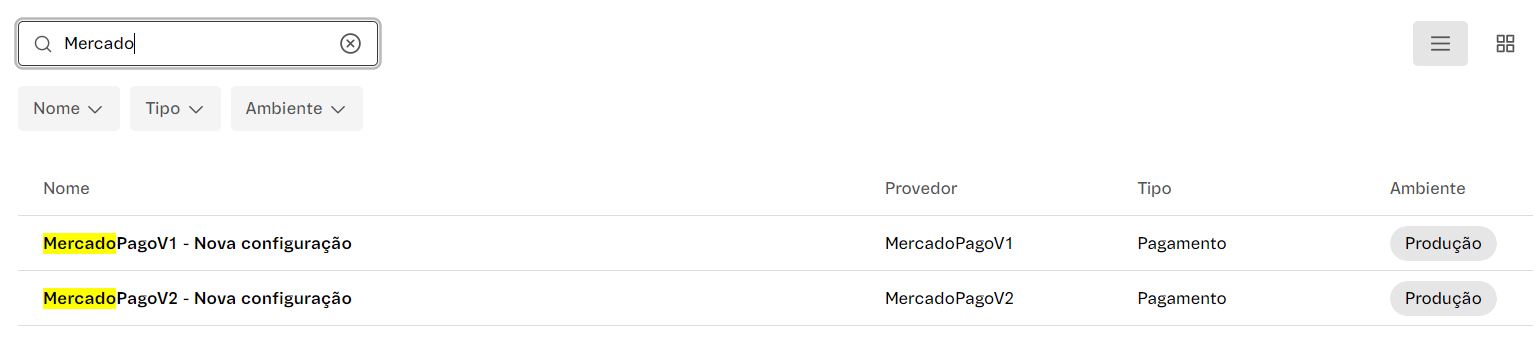 Mercado
Nome Tipo Ambiente
Nome Provedor Tipo Ambiente
MercadoPagoV1 - Nova configuração MercadoPagoV1 Pagamento Produção
MercadoPagoV2 - Nova configuração MercadoPagoV2 Pagamento Produção